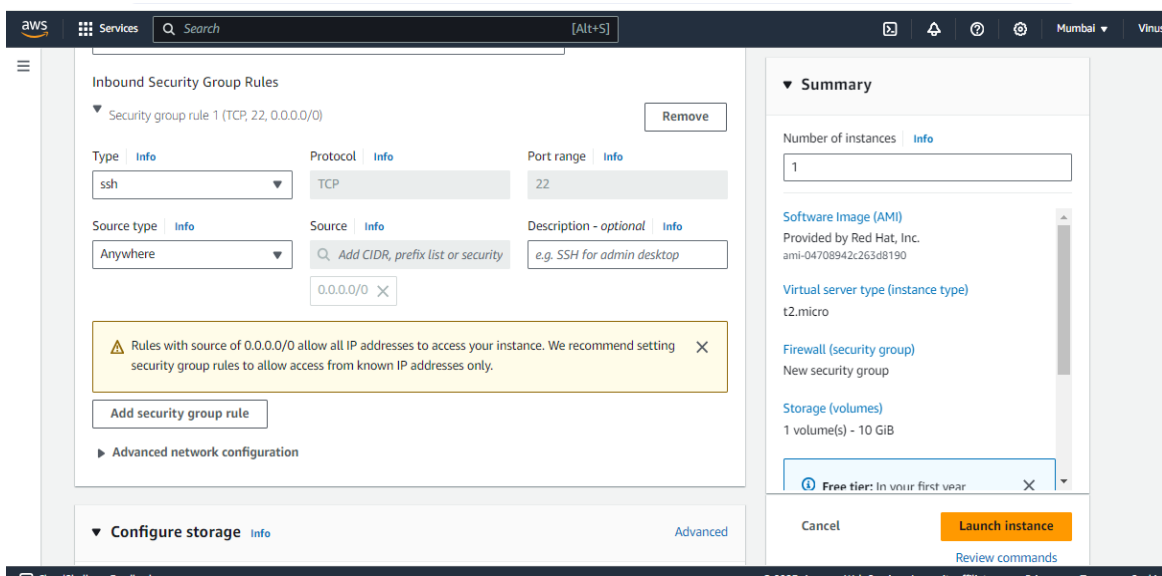 aws
Services
Search
[Alt+S]
Mumbai
Inbound Security Group Rules
Security group rule 1 (TCP, 22, 0.0.0.0/0)
Remove
Type Info
Protocol Info
Port range Info
ssh
TCP
22
Source type Info
Source Info
Description - optional Info
Anywhere
Add CIDR, prefix list or security
e.g. SSH for admin desktop
0.0.0.0/0
Rules with source of 0.0.0.0/0 allow all IP addresses to access your instance. We recommend setting
security group rules to allow access from known IP addresses only.
Add security group rule
Advanced network configuration
Configure storage Info
Advanced
Summary
Number of instances Info
1
Software Image (AMI)
Provided by Red Hat, Inc.
ami-04708942c263d8190
Virtual server type (instance type)
t2.micro
Firewall (security group)
New security group
Storage (volumes)
1 volume(s) - 10 GiB
Free tier: In your first year
Cancel
Launch instance
Review commands